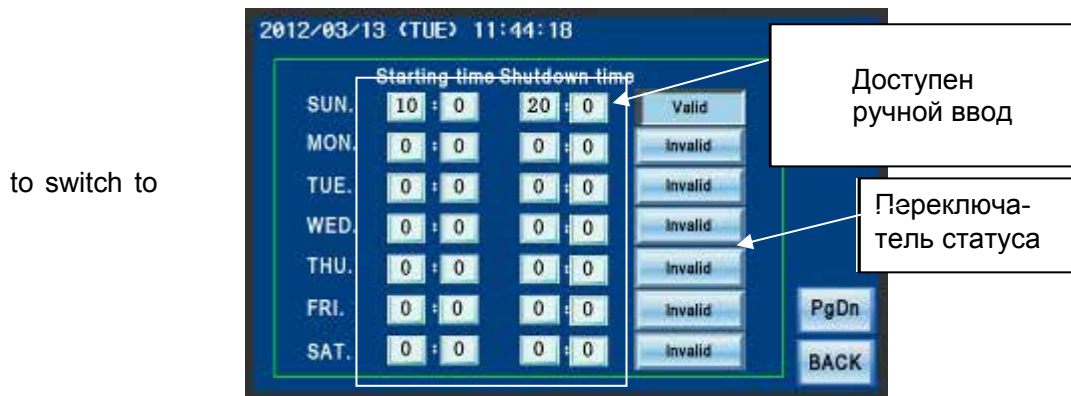 2012/03/13 (TUE) 11:44:18
Starting time Shutdown time
SUN. 10 : 0 20 : 0 Valid
MON. 0 : 0 0 : 0 Invalid
TUE. 0 : 0 0 : 0 Invalid
WED. 0 : 0 0 : 0 Invalid
THU. 0 : 0 0 : 0 Invalid
FRI. 0 : 0 0 : 0 Invalid
SAT. 0 : 0 0 : 0 Invalid
PgDn
BACK
to switch to
Доступен
ручной ввод
Переключа-
тель статуса